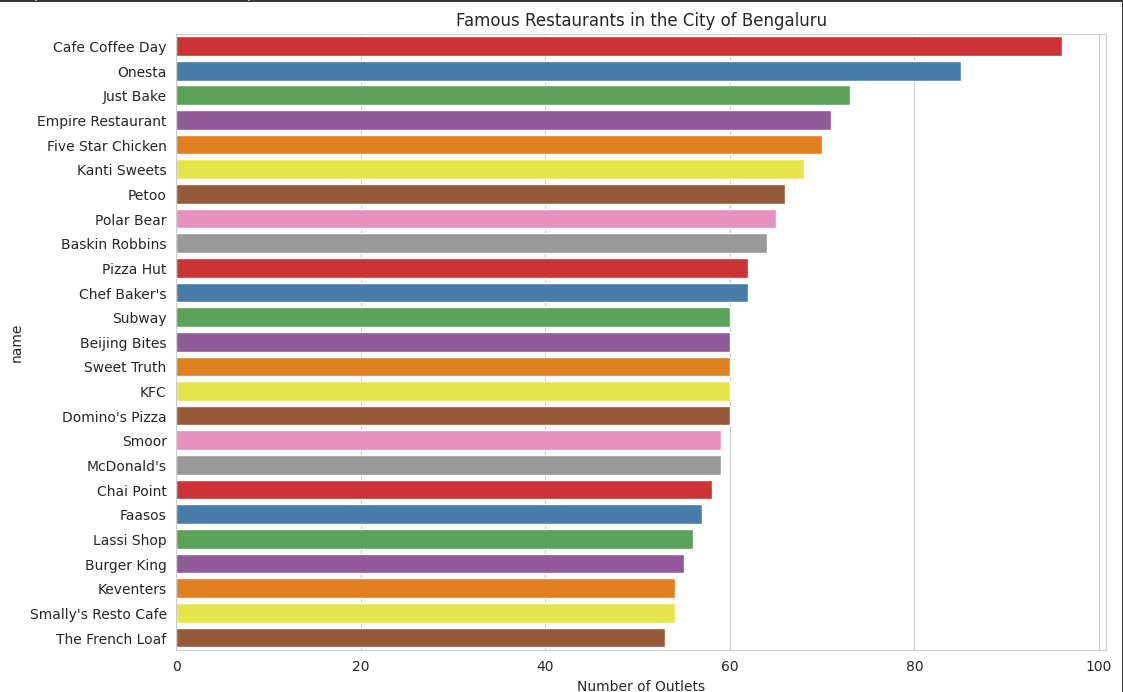 Famous Restaurants in the City of Bengaluru
Cafe Coffee Day
Onesta
Just Bake
Empire Restaurant
Five Star Chicken
Kanti Sweets
Petoo
Polar Bear
Baskin Robbins
Pizza Hut
Chef Baker's
Subway
Beijing Bites
Sweet Truth
KFC
Domino's Pizza
Smoor
McDonald's
Chai Point
Faasos
Lassi Shop
Burger King
Keventers
Smally's Resto Cafe
The French Loaf
name
0 20 40 60 80 100
Number of Outlets